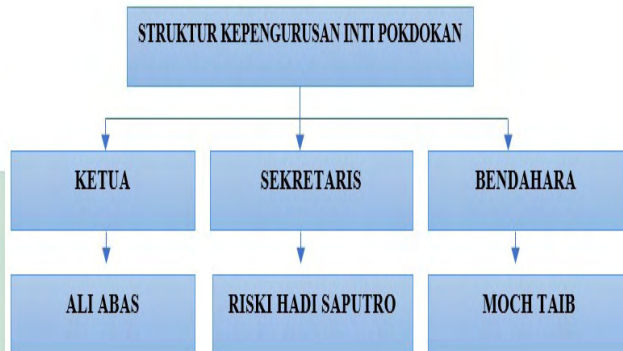 STRUKTUR KEPENGURUSAN INTI POKDOKAN
KETUA
SEKRETARIS
BENDAHARA
ALI ABAS
RISKI HADI SAPUTRO
MOCH TAIB